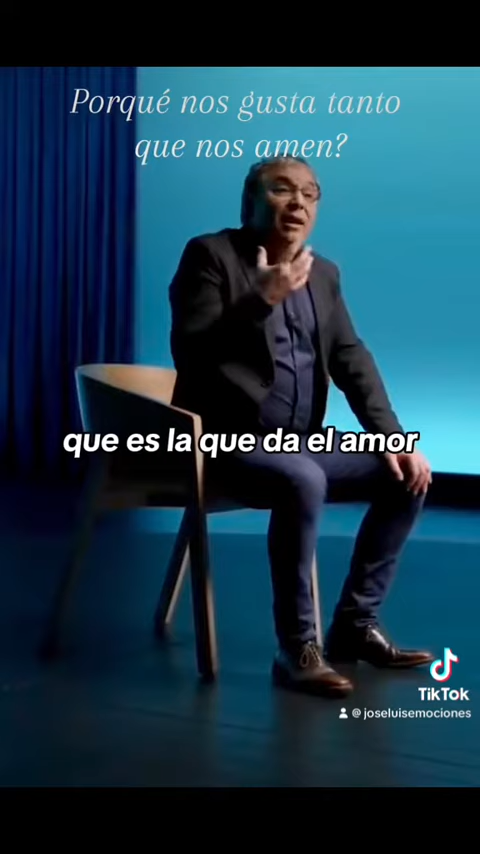 Porqué nos gusta tanto
que nos amen?
que es la que da el amor
TikTok
@joseluisemociones